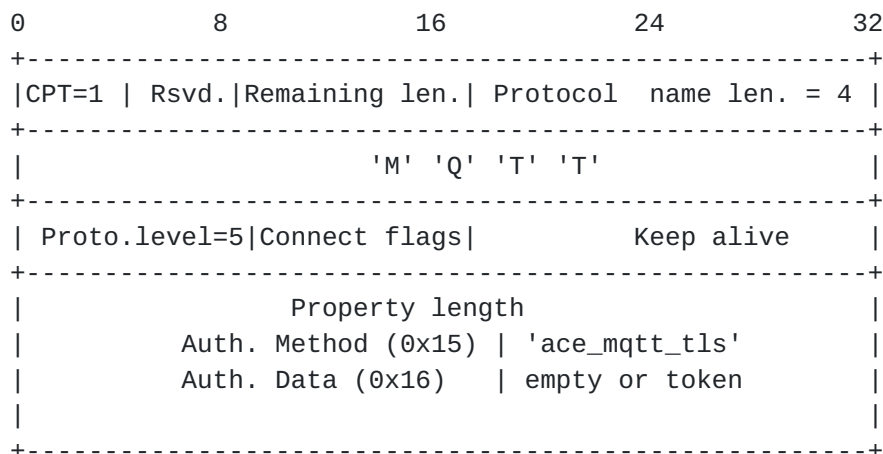 0             8            16             24            32
+------------------------------------------------------+
|CPT=1 | Rsvd.|Remaining len.| Protocol  name len. = 4 |
+------------------------------------------------------+
|                      'M' 'Q' 'T' 'T'                 |
+------------------------------------------------------+
| Proto.level=5|Connect flags|          Keep alive     |
+------------------------------------------------------+
|                 Property length                      |
|          Auth. Method (0x15) | 'ace_mqtt_tls'        |
|          Auth. Data (0x16)   | empty or token        |
|                                                      |
+------------------------------------------------------+